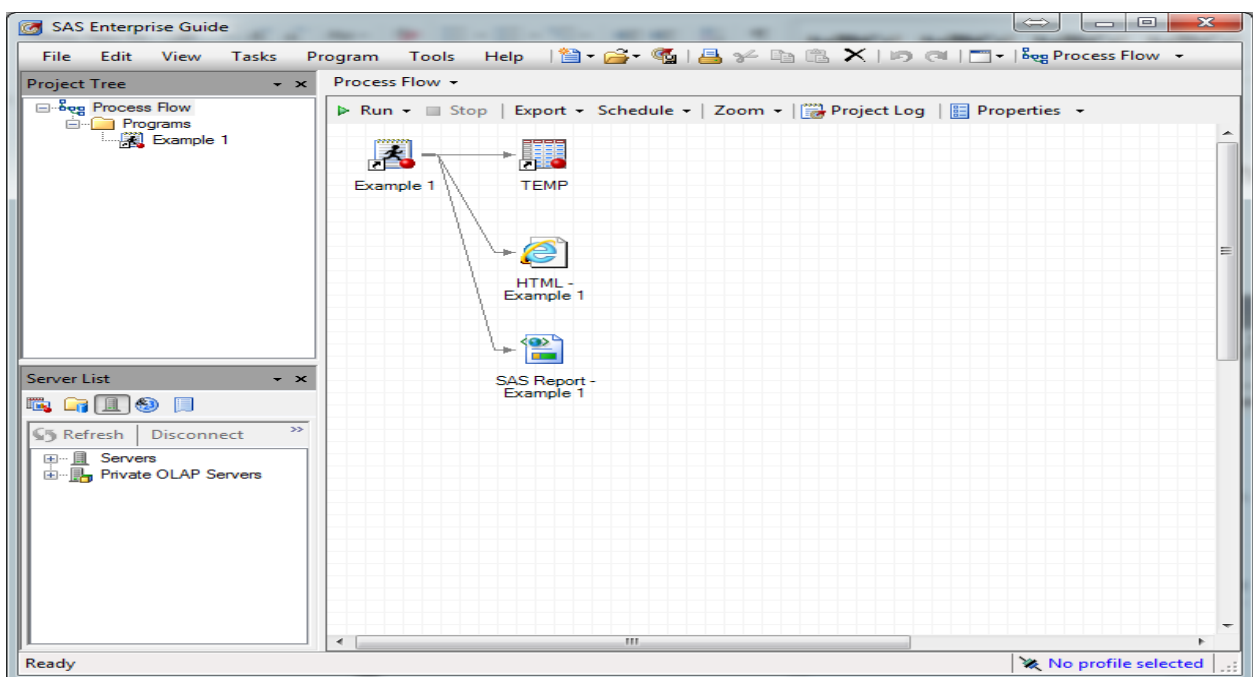 SAS Enterprise Guide
File Edit View Tasks Program Tools Help Process Flow
Project Tree
Process Flow
Programs
Example 1
Process Flow
Run Stop Export Schedule Zoom Project Log Properties
Example 1
TEMP
HTML -
Example 1
SAS Report -
Example 1
Server List
Refresh Disconnect
Servers
Private OLAP Servers
Ready
No profile selected